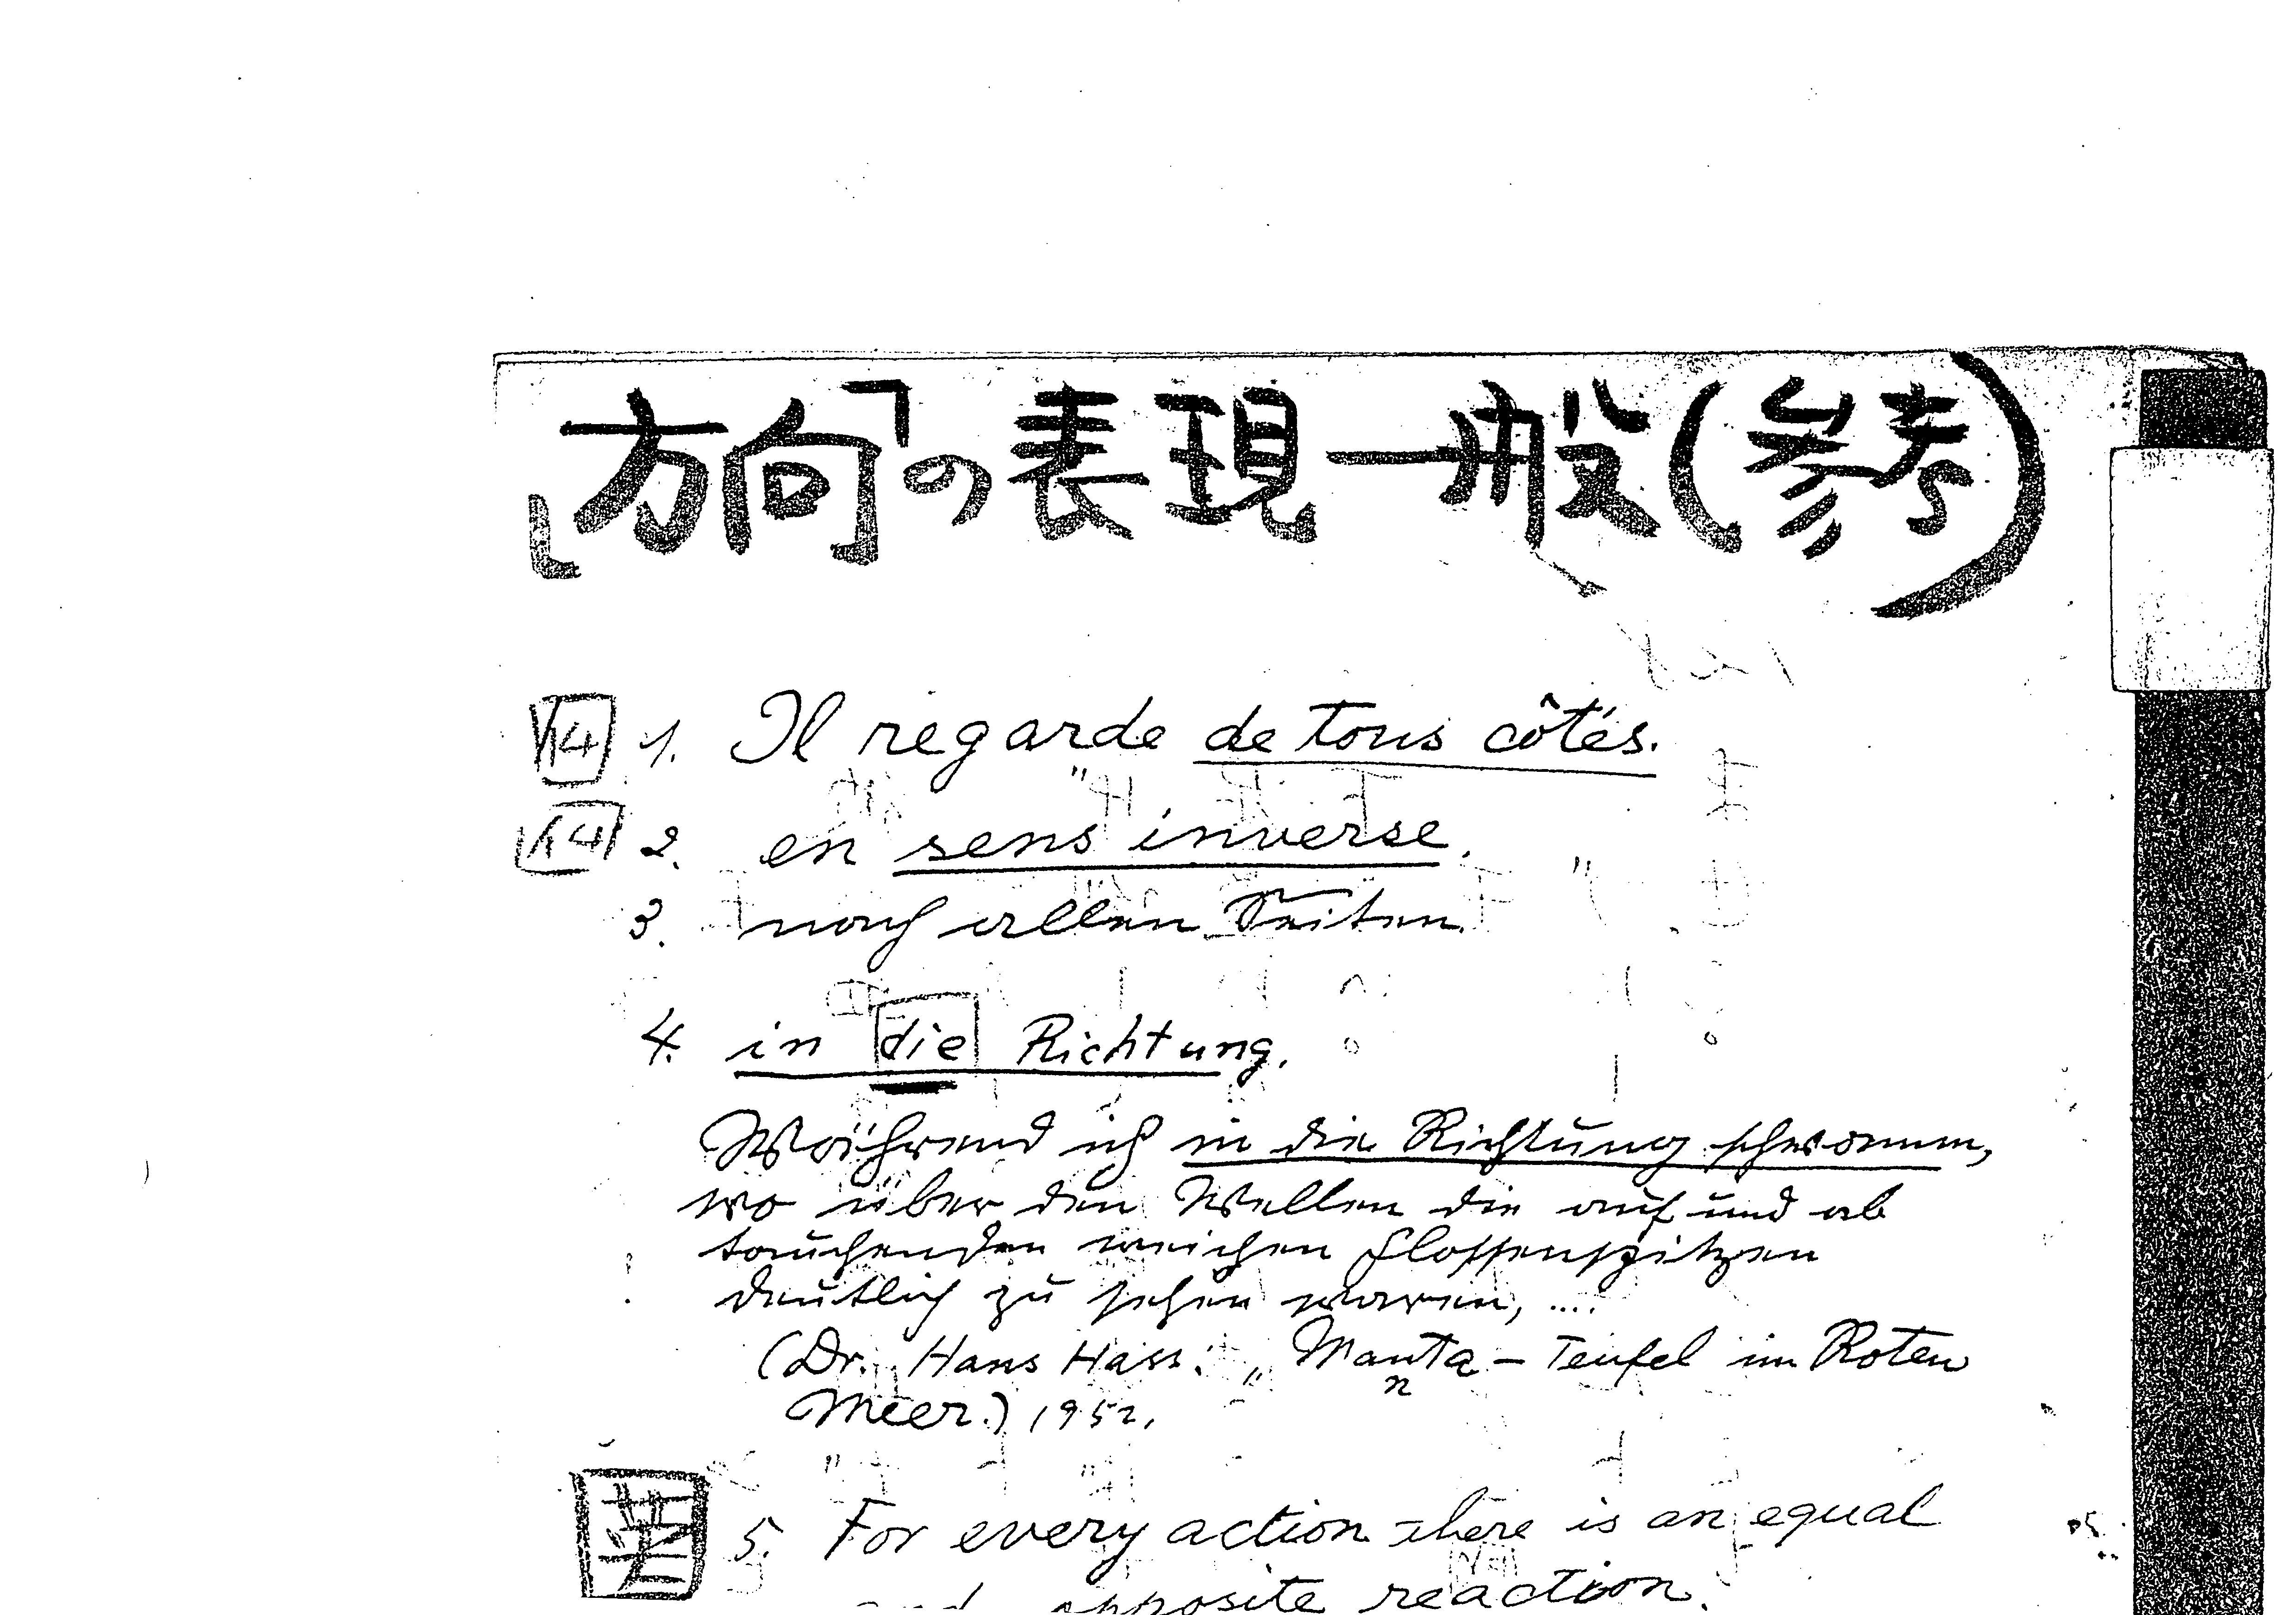 「方向」の表現一般(参考)
14 1. Il regarde de tous côtés.
14 2. en sens inverse.
3. nach allen Seiten.
4. in die Richtung.
Während ich in die Richtung schwamm,
wo über den Wellen die auf und ab
tauchenden weichen Flossenspitzen
deutlich zu sehen waren, ....
(Dr. Hans Hass: „Manta-Teufel im Roten
n
Meer.) 1952.
英 5. For every action there is an equal
and opposite reaction.